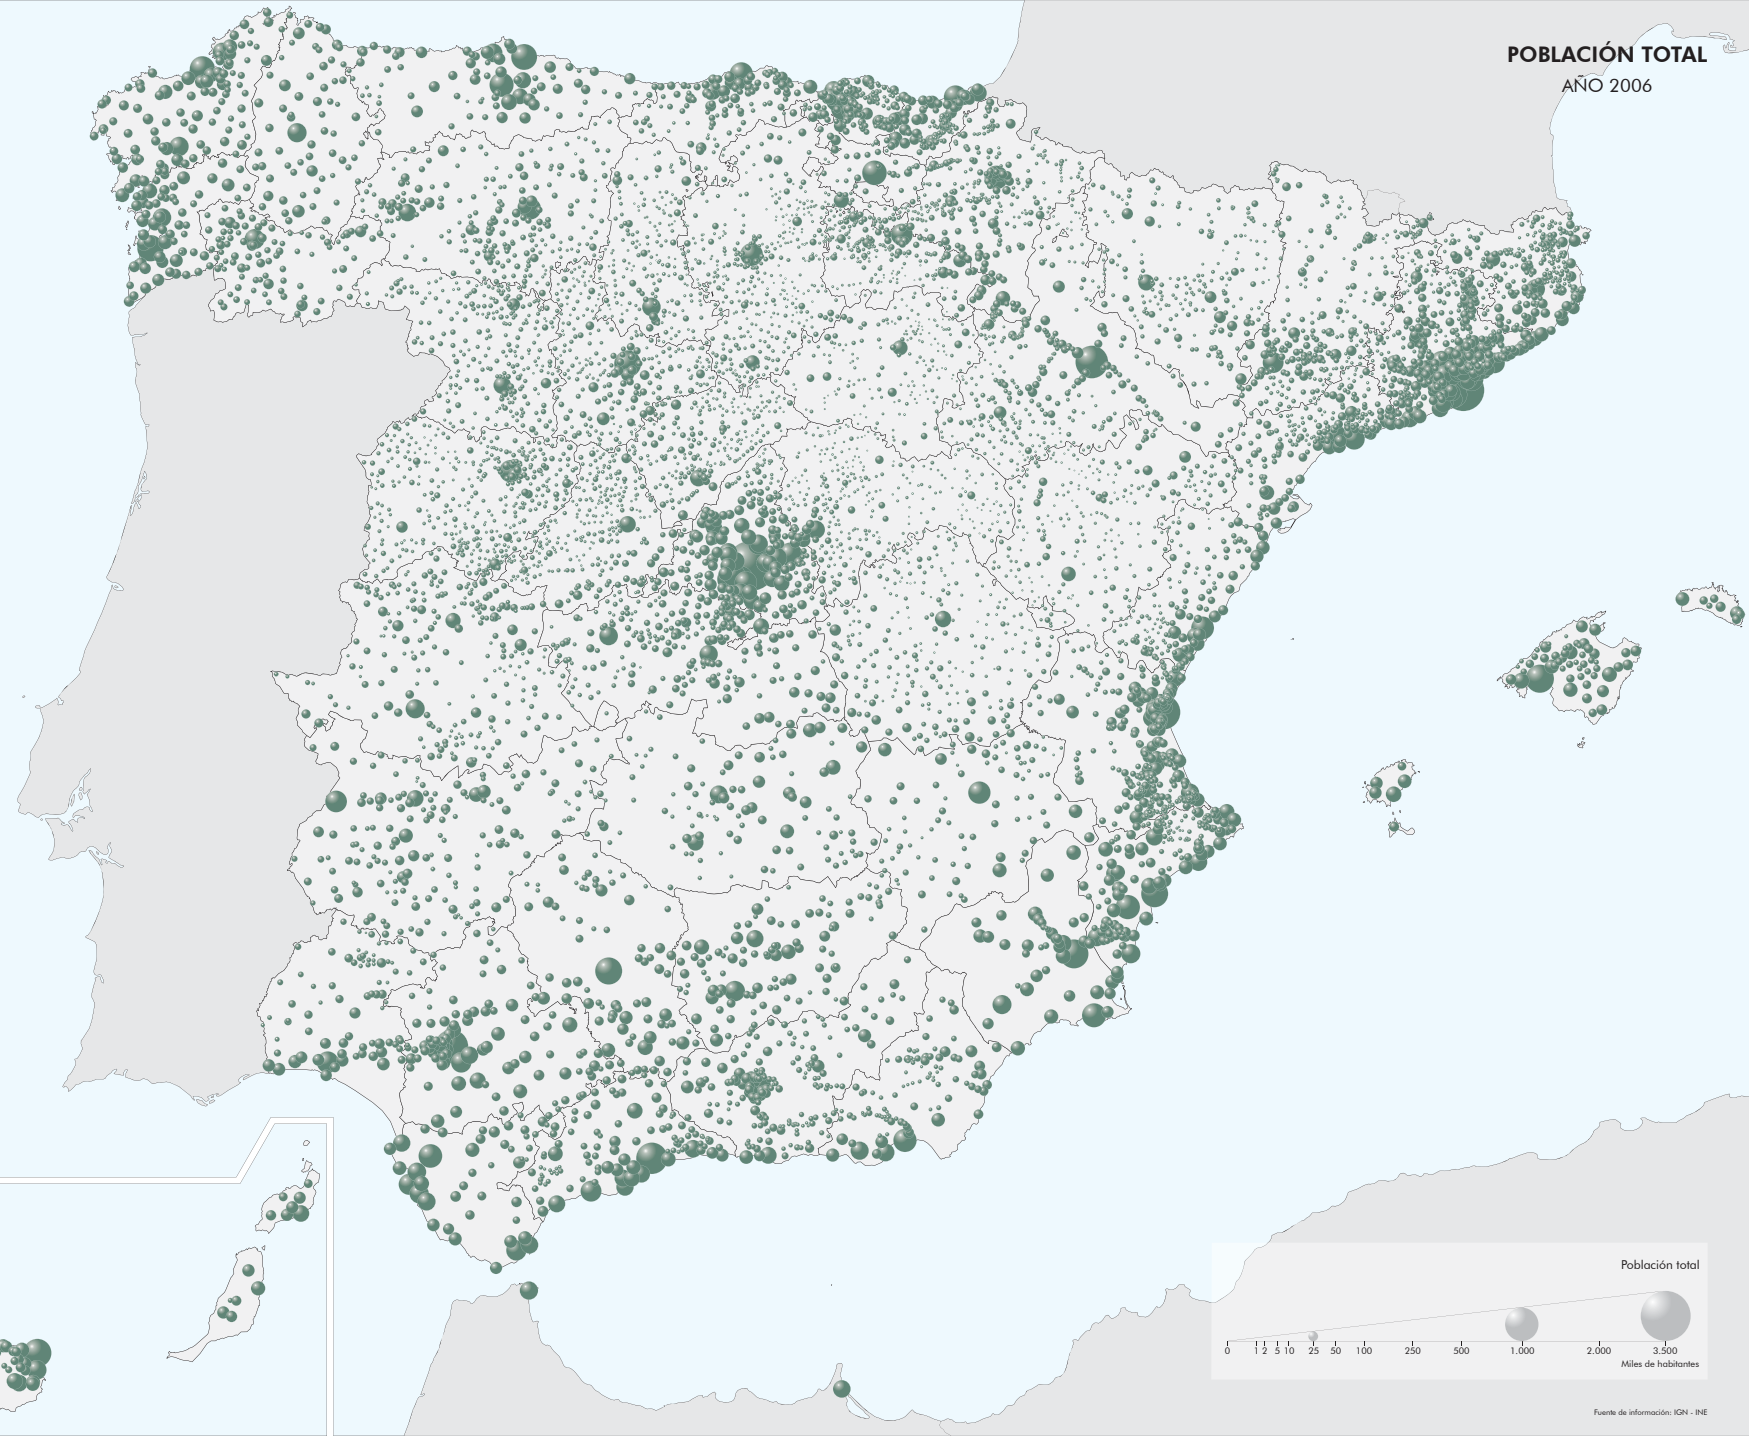 POBLACIÓN TOTAL
AÑO 2006
Población total
0 1 2 5 10 25 50 100 250 500 1.000 2.000 3.500
Miles de habitantes
Fuente de información: IGN - INE